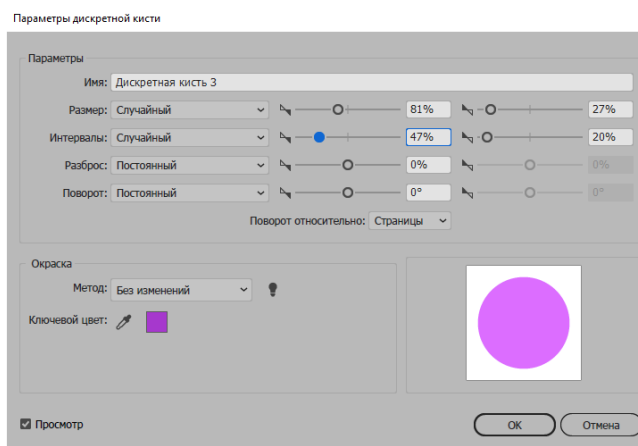 Параметры дискретной кисти
Параметры
Имя: Дискретная кисть 3
Размер: Случайный 81% 27%
Интервалы: Случайный 47% 20%
Разброс: Постоянный 0% 0%
Поворот: Постоянный 0° 0°
Поворот относительно: Страницы
Окраска
Метод: Без изменений
Ключевой цвет:
Просмотр
ОК Отмена